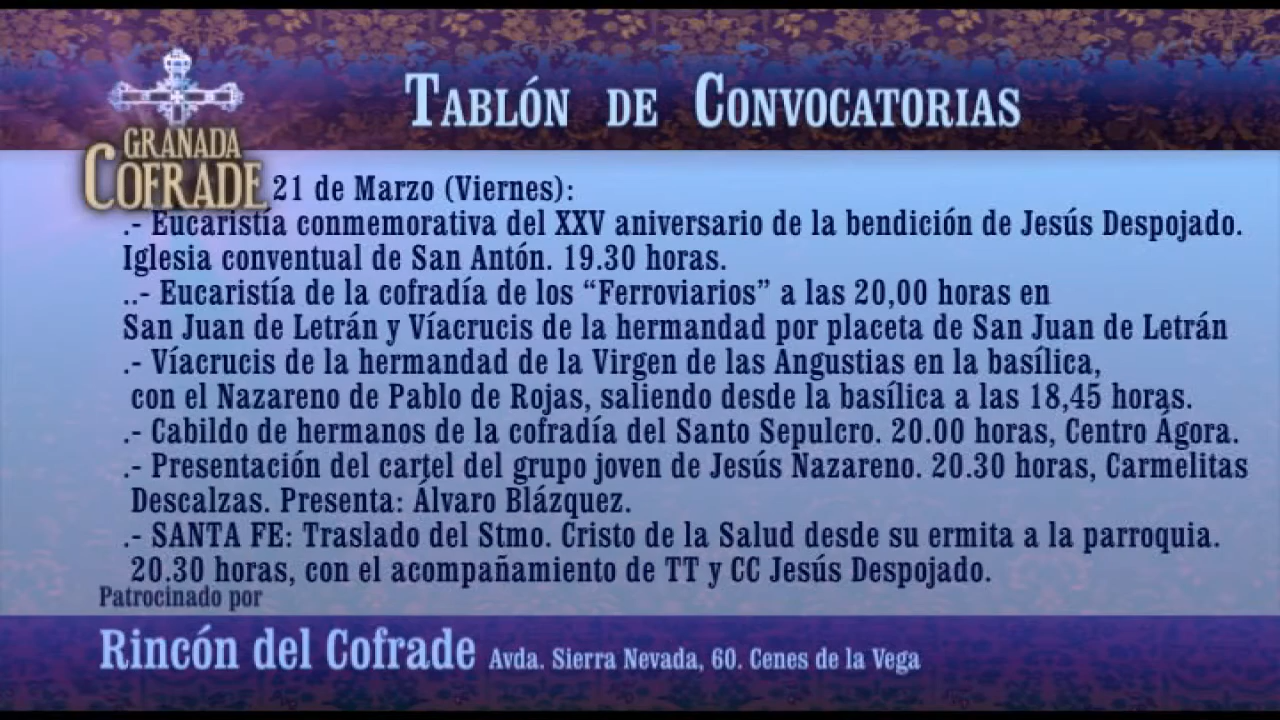 TABLÓN DE CONVOCATORIAS
GRANADA
COFRADE
21 de Marzo (Viernes):
.- Eucaristía conmemorativa del XXV aniversario de la bendición de Jesús Despojado.
Iglesia conventual de San Antón. 19.30 horas.
..- Eucaristía de la cofradía de los “Ferroviarios” a las 20,00 horas en
San Juan de Letrán y Víacrucis de la hermandad por placeta de San Juan de Letrán
.- Víacrucis de la hermandad de la Virgen de las Angustias en la basílica,
con el Nazareno de Pablo de Rojas, saliendo desde la basílica a las 18,45 horas.
.- Cabildo de hermanos de la cofradía del Santo Sepulcro. 20.00 horas, Centro Ágora.
.- Presentación del cartel del grupo joven de Jesús Nazareno. 20.30 horas, Carmelitas
Descalzas. Presenta: Álvaro Blázquez.
.- SANTA FE: Traslado del Stmo. Cristo de la Salud desde su ermita a la parroquia.
20.30 horas, con el acompañamiento de TT y CC Jesús Despojado.
Patrocinado por
Rincón del Cofrade Avda. Sierra Nevada, 60. Cenes de la Vega